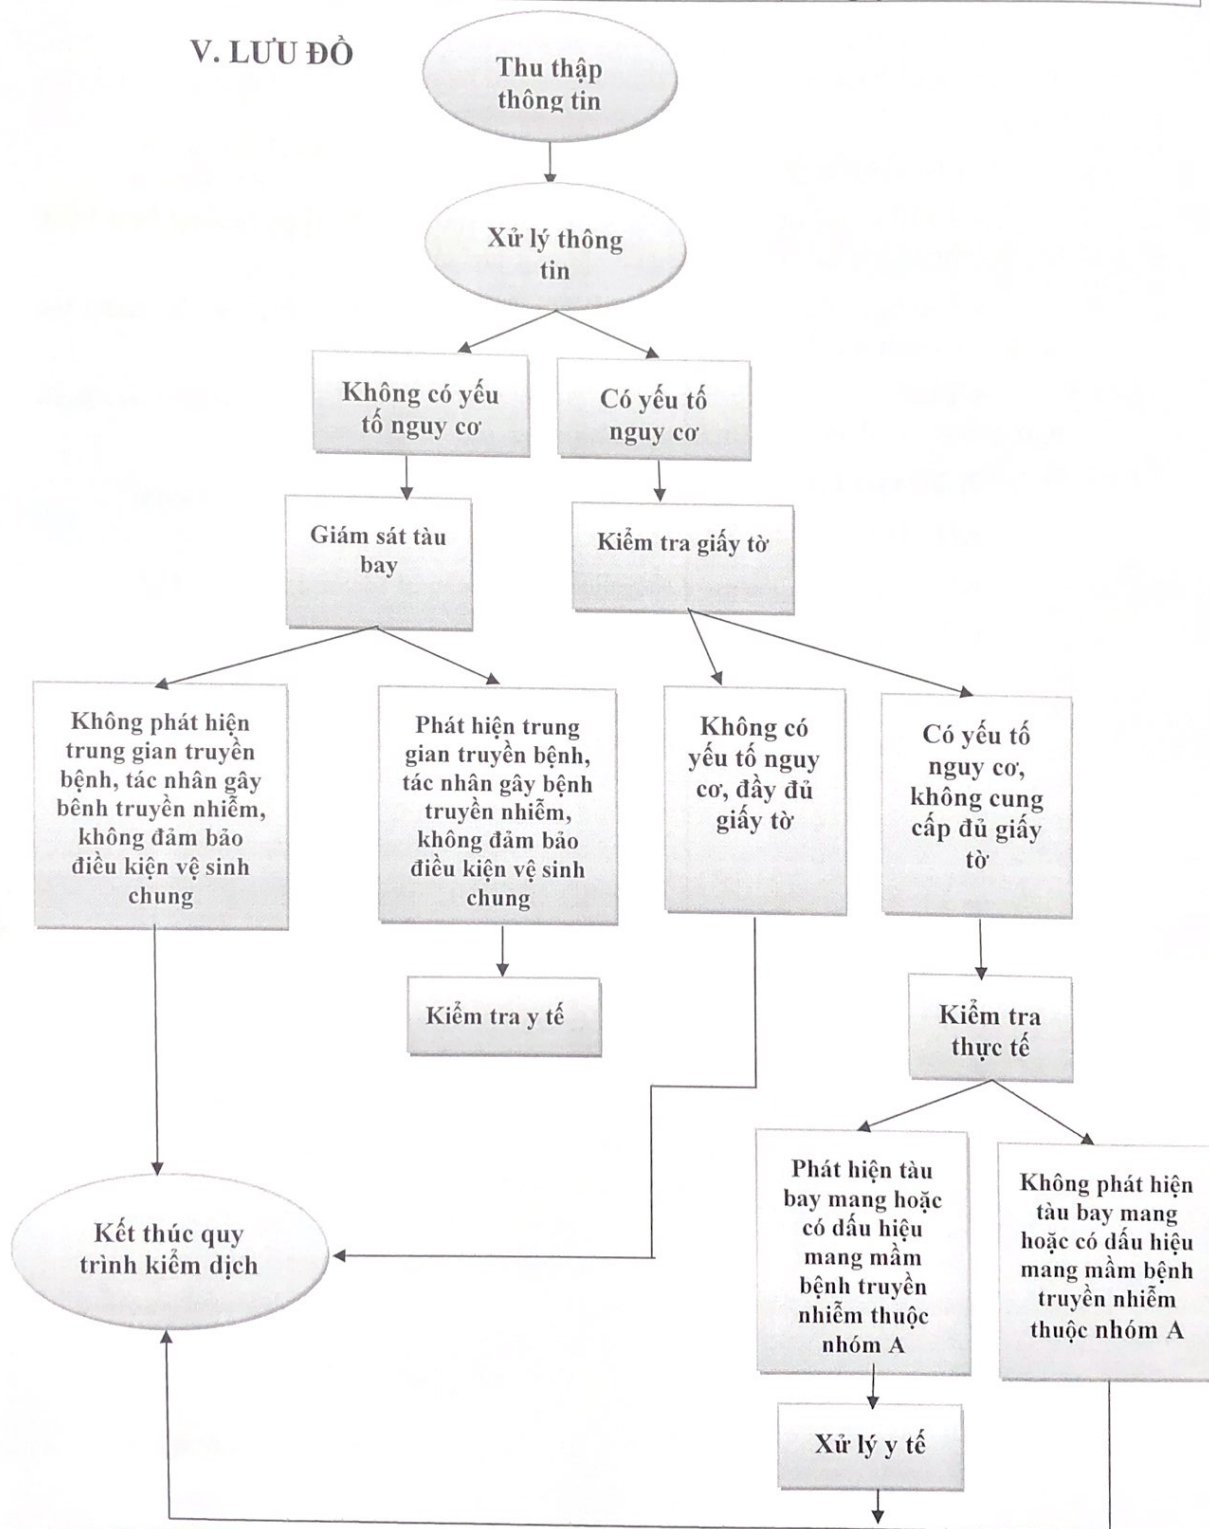 V. LƯU ĐỒ
Thu thập
thông tin
Xử lý thông
tin
Không có yếu
tố nguy cơ
Có yếu tố
nguy cơ
Giám sát tàu
bay
Kiểm tra giấy tờ
Không phát hiện
trung gian truyền
bệnh, tác nhân gây
bênh truyền nhiễm,
không đảm bảo
điều kiện vệ sinh
chung
Phát hiện trung
gian truyền bệnh,
tác nhân gây bệnh
truyền nhiễm,
không đảm bảo
điều kiện vệ sinh
chung
Không có
yếu tố nguy
cơ, đầy đủ
giấy tờ
Có yếu tố
nguy cơ,
không cung
cấp đủ giấy
tờ
Kiểm tra y tế
Kiểm tra
thực tế
Phát hiện tàu
bay mang hoặc
có dấu hiệu
mang mầm
bệnh truyền
nhiễm thuộc
nhóm A
Không phát hiện
tàu bay mang
hoặc có dấu hiệu
mang mầm bệnh
truyền nhiễm
thuộc nhóm A
Kết thúc quy
trình kiểm dịch
Xử lý y tế